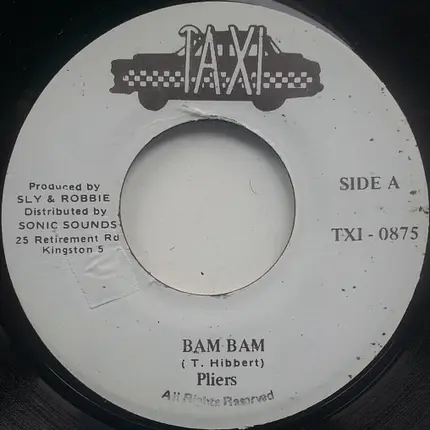 TAXI
Produced by
SLY & ROBBIE
Distributed by
SONIC SOUNDS
25 Retirement Rd
Kingston 5
SIDE A
TXI - 0875
BAM BAM
( T. Hibbert)
Pliers
All Rights Reserved